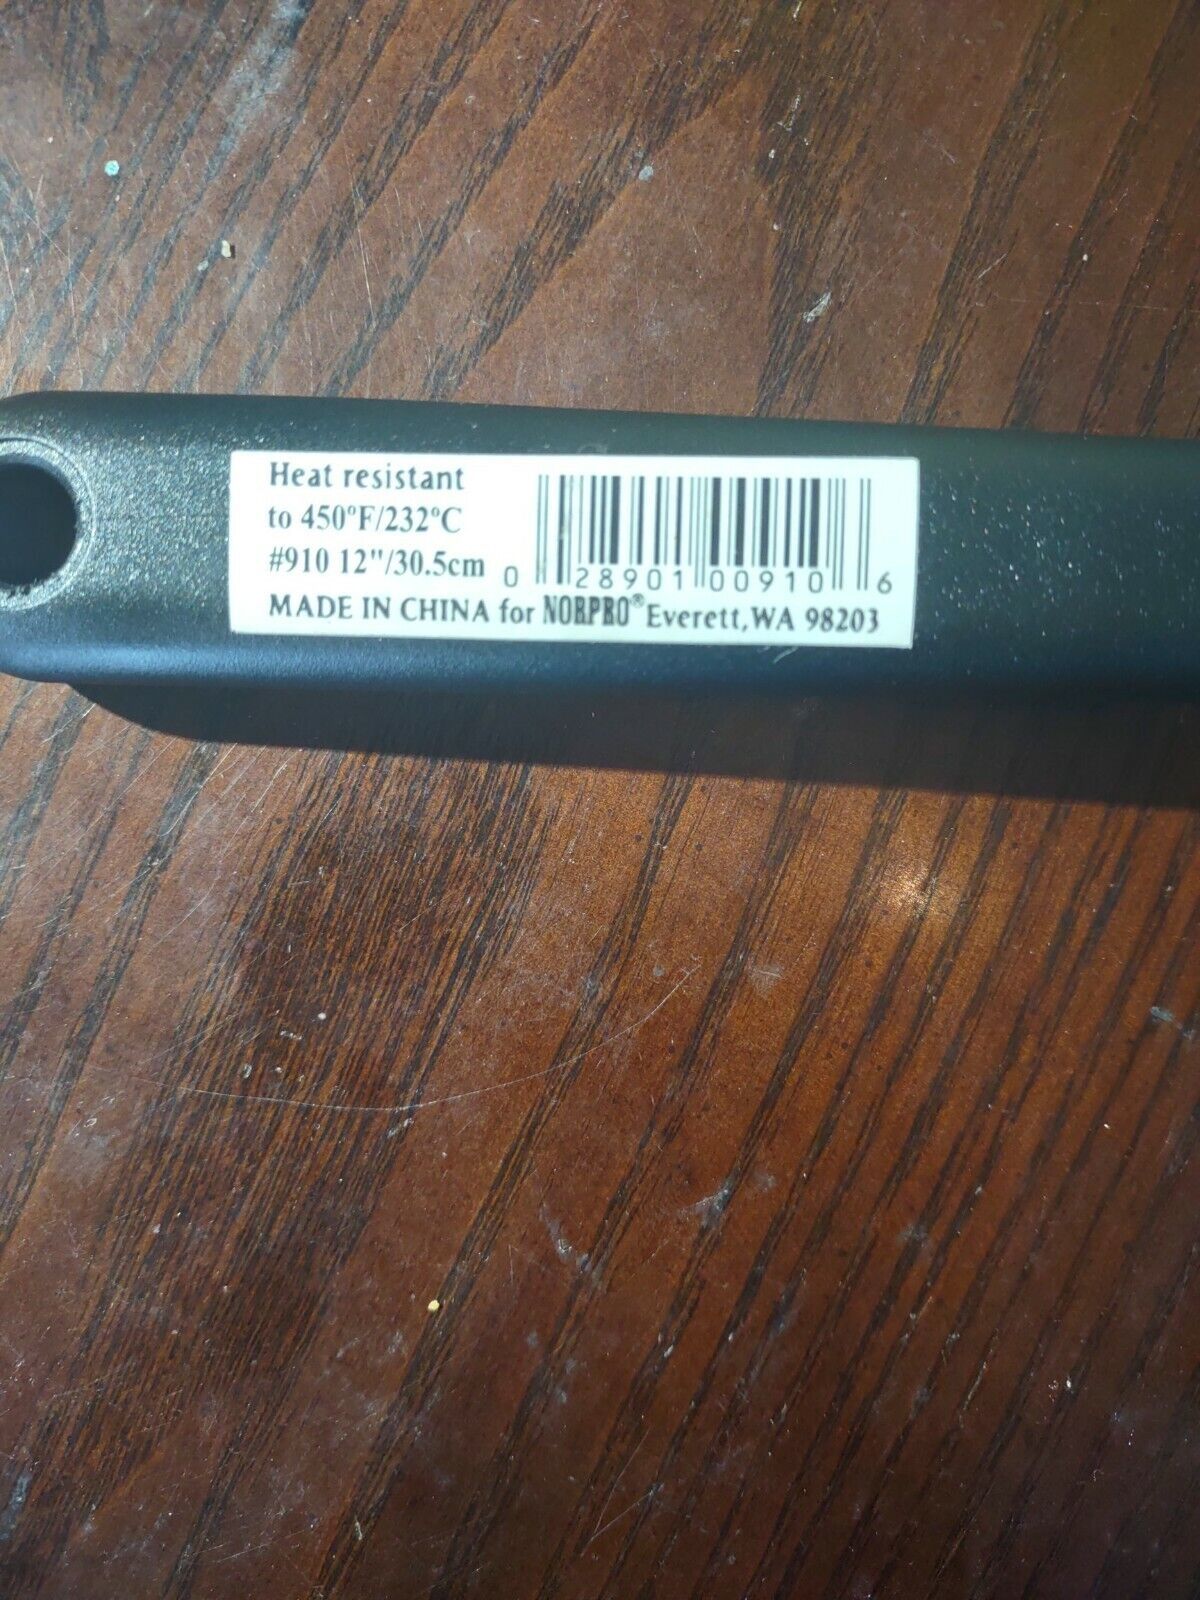 Heat resistant
to 450°F/232°C
#910 12"/30.5cm
0 28901 00910 6
MADE IN CHINA for NORPRO® Everett, WA 98203